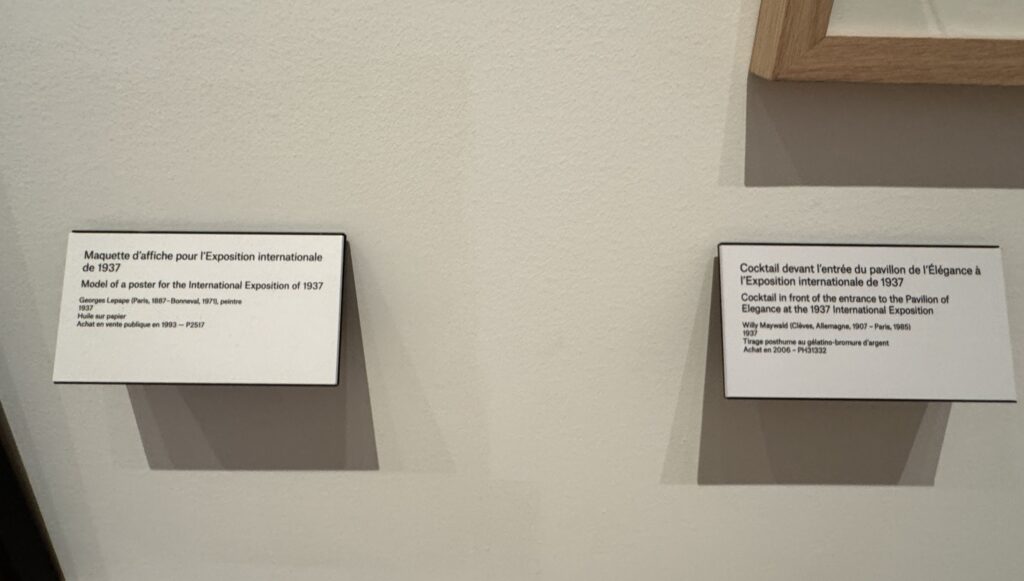 Maquette d'affiche pour l'Exposition internationale
de 1937
Model of a poster for the International Exposition of 1937
Georges Lepape (Paris, 1887–Bonneval, 1971), peintre
1937
Huile sur papier
Achat en vente publique en 1993 — P2517
Cocktail devant l'entrée du pavillon de l'Élégance à
l'Exposition internationale de 1937
Cocktail in front of the entrance to the Pavilion of
Elegance at the 1937 International Exposition
Willy Maywald (Clèves, Allemagne, 1907 – Paris, 1985)
1937
Tirage posthume au gélatino-bromure d'argent
Achat en 2006 – PH31332